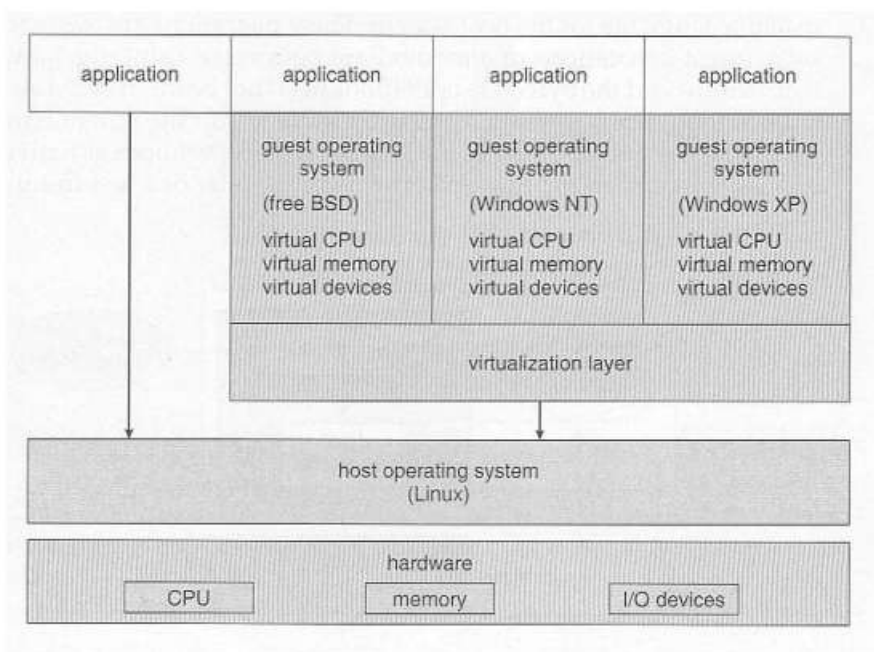 application
application
application
application
guest operating
system
(free BSD)
virtual CPU
virtual memory
virtual devices
guest operating
system
(Windows NT)
virtual CPU
virtual memory
virtual devices
guest operating
system
(Windows XP)
virtual CPU
virtual memory
virtual devices
virtualization layer
host operating system
(Linux)
hardware
CPU
memory
I/O devices